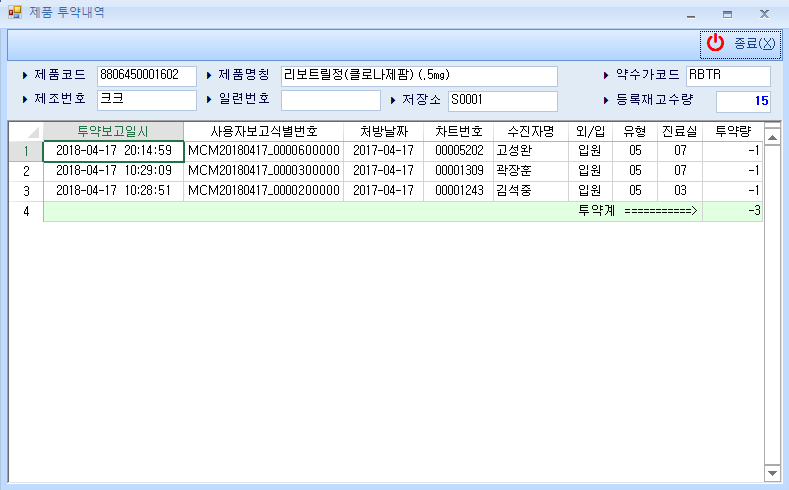 제품 투약내역
종료(X)
제품코드 8806450001602 제품명칭 리보트릴정(클로나제팜) (.5mg) 약수가코드 RBTR
제조번호 크크 일련번호 저장소 S0001 등록재고수량 15
투약보고일시 사용자보고식별번호 처방날짜 차트번호 수진자명 외/입 유형 진료실 투약량
1 2018-04-17 20:14:59 MCM20180417_0000600000 2017-04-17 00005202 고성완 입원 05 07 -1
2 2018-04-17 10:29:09 MCM20180417_0000300000 2017-04-17 00001309 곽장훈 입원 05 07 -1
3 2018-04-17 10:28:51 MCM20180417_0000200000 2017-04-17 00001243 김석중 입원 05 03 -1
4 투약계 ===========> -3